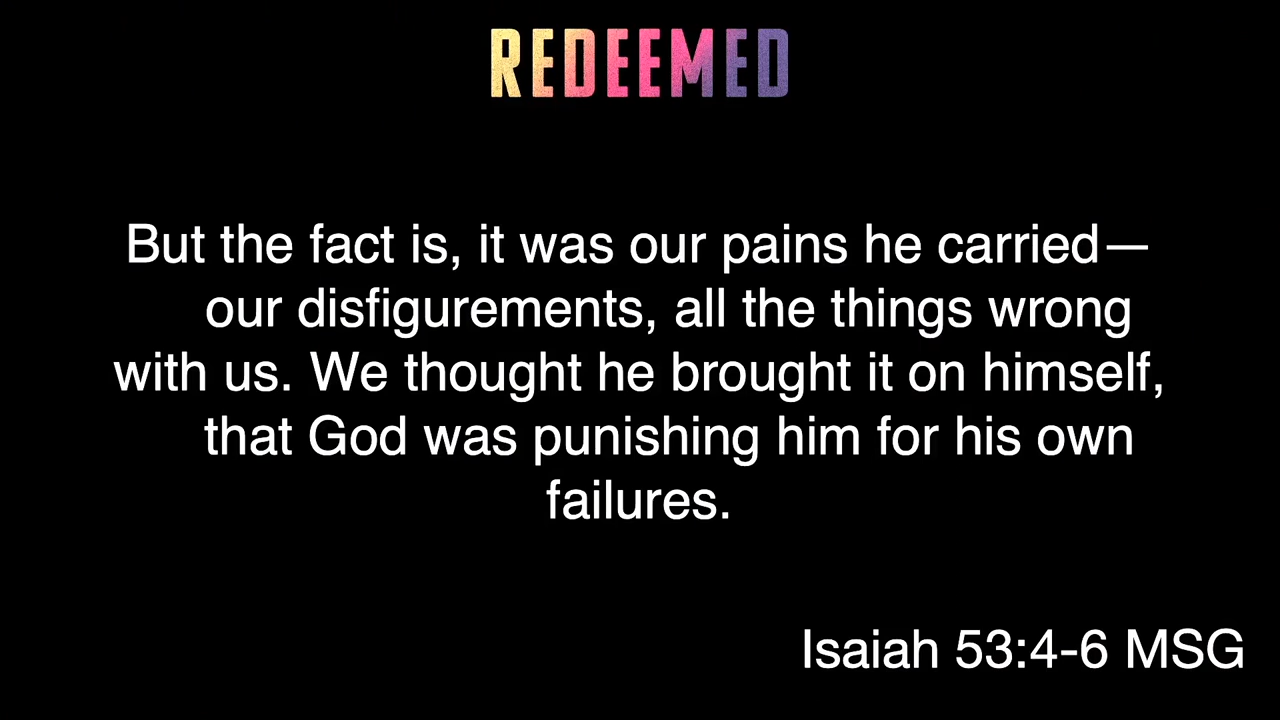 REDEEMED
But the fact is, it was our pains he carried—
our disfigurements, all the things wrong
with us. We thought he brought it on himself,
that God was punishing him for his own
failures.
Isaiah 53:4-6 MSG